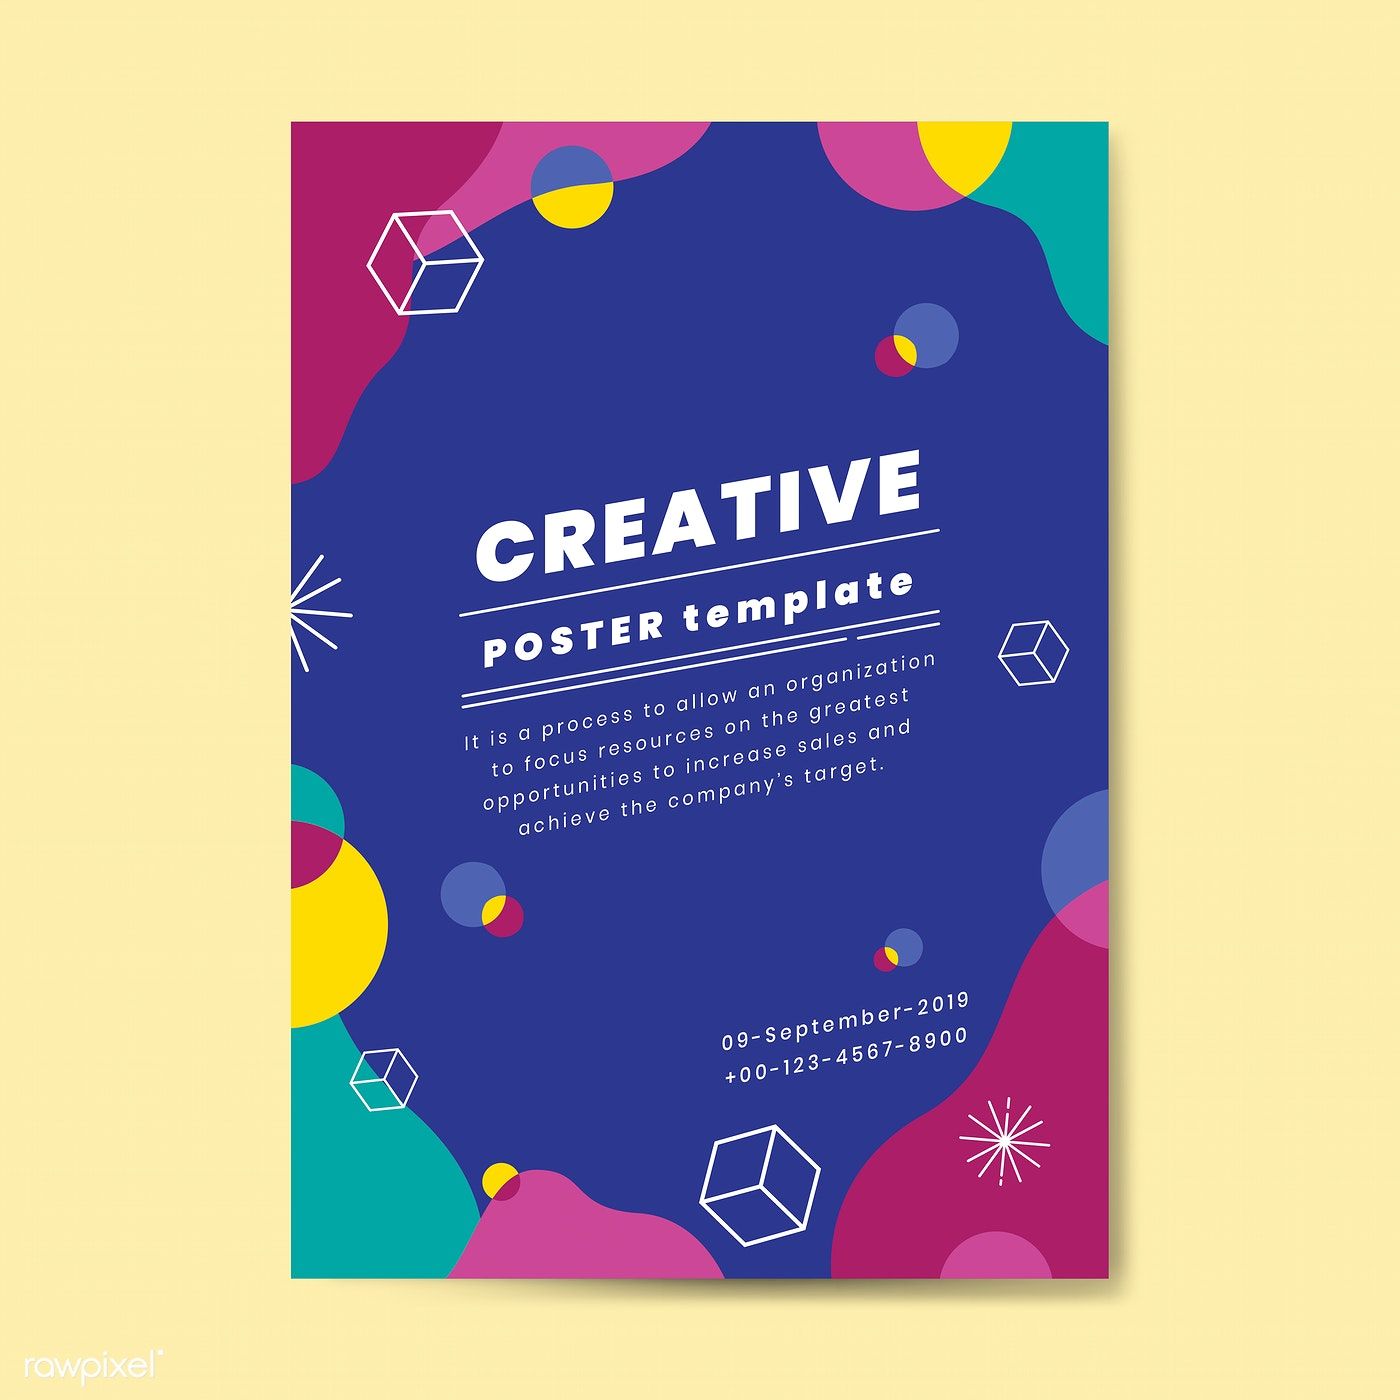 CREATIVE
POSTER template
It is a process to allow an organization
to focus resources on the greatest
opportunities to increase sales and
achieve the company's target.
09-September-2019
+00-123-4567-8900
rawpixel